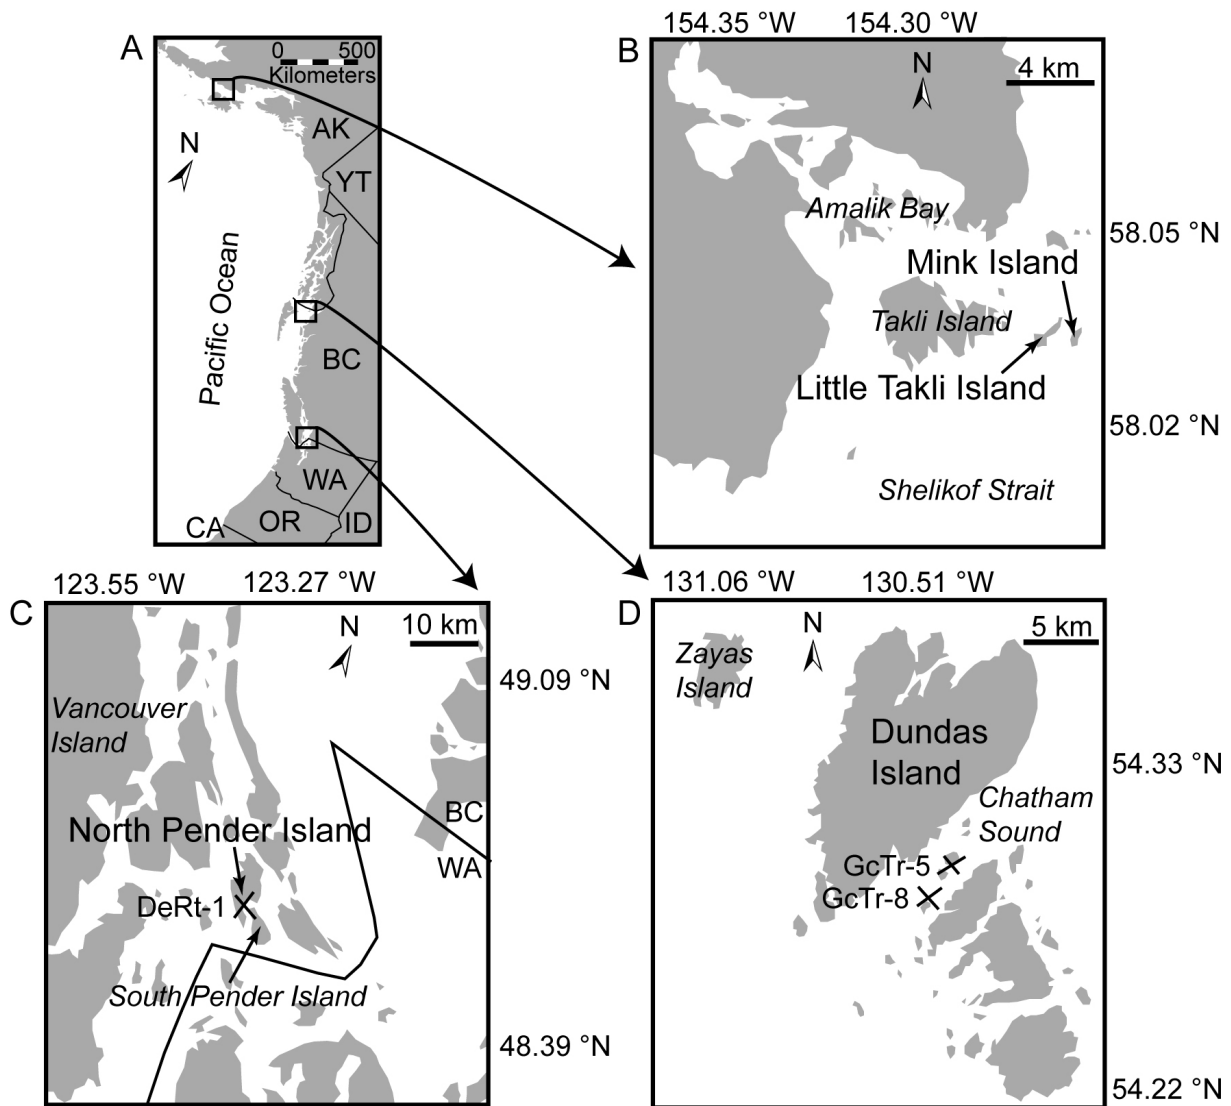 A
0 500
Kilometers
N
AK
YT
Pacific Ocean
BC
WA
CA
OR
ID
154.35 °W 154.30 °W
B
N
4 km
Amalik Bay
58.05 °N
Mink Island
Takli Island
Little Takli Island
58.02 °N
Shelikof Strait
123.55 °W 123.27 °W
C
N
10 km
49.09 °N
Vancouver
Island
North Pender Island
BC
WA
DeRt-1
South Pender Island
48.39 °N
131.06 °W 130.51 °W
D
N
5 km
Zayas
Island
Dundas
Island
54.33 °N
Chatham
Sound
GcTr-5
GcTr-8
54.22 °N